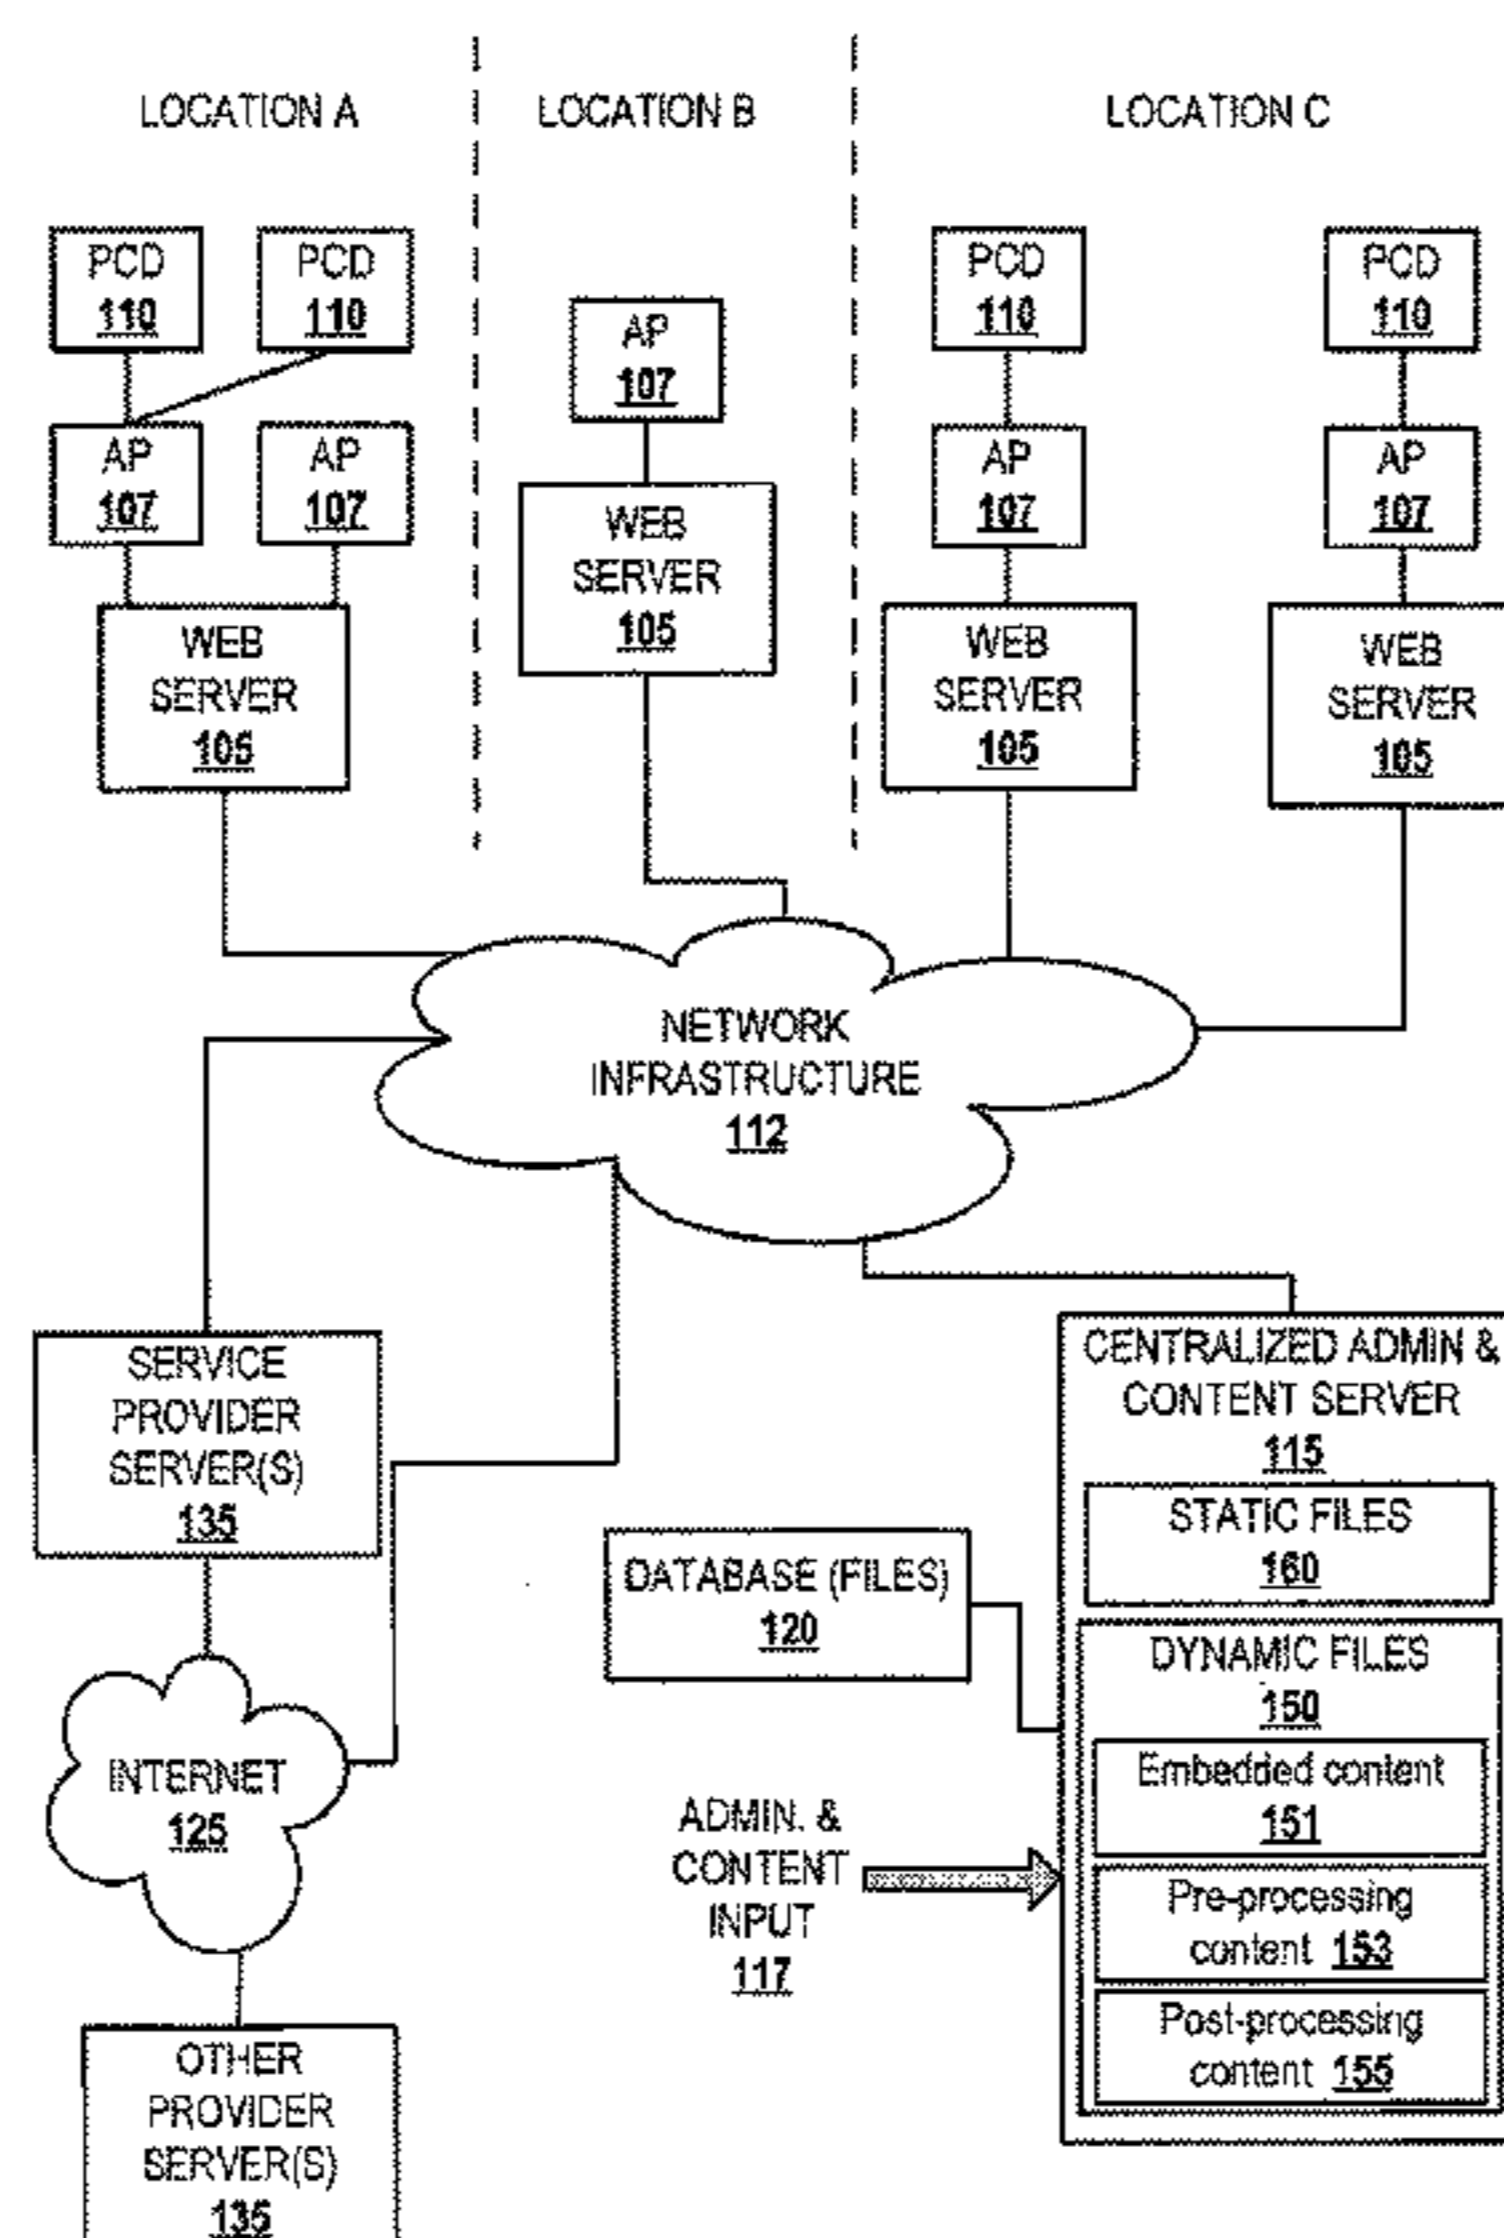 LOCATION A
LOCATION B
LOCATION C
PCD
110
PCD
110
AP
107
PCD
110
PCD
110
AP
107
AP
107
WEB
SERVER
105
AP
107
AP
107
WEB
SERVER
105
WEB
SERVER
105
WEB
SERVER
105
NETWORK
INFRASTRUCTURE
112
SERVICE
PROVIDER
SERVER(S)
135
CENTRALIZED ADMIN &
CONTENT SERVER
115
STATIC FILES
160
DATABASE (FILES)
120
DYNAMIC FILES
150
Embedded content
151
Pre-processing
content 153
Post-processing
content 155
INTERNET
125
ADMIN. &
CONTENT
INPUT
117
OTHER
PROVIDER
SERVER(S)
135